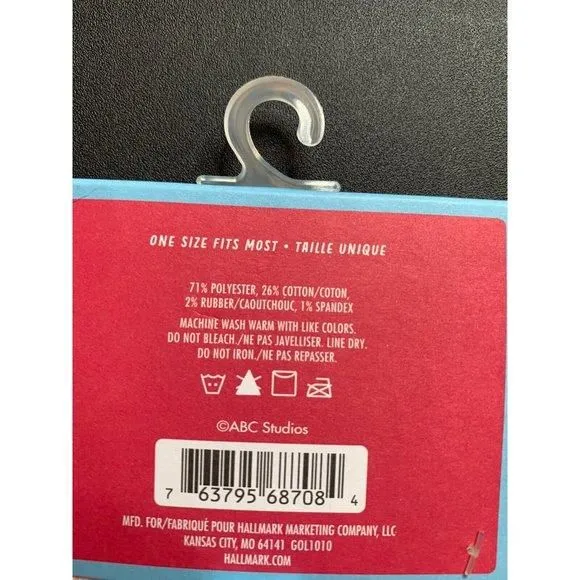 ONE SIZE FITS MOST • TAILLE UNIQUE
71% POLYESTER, 26% COTTON/COTON,
2% RUBBER/CAOUTCHOUC, 1% SPANDEX
MACHINE WASH WARM WITH LIKE COLORS.
DO NOT BLEACH./NE PAS JAVELLISER. LINE DRY.
DO NOT IRON./NE PAS REPASSER.
©ABC Studios
7 63795 68708 4
MFD. FOR/FABRIQUÉ POUR HALLMARK MARKETING COMPANY, LLC
KANSAS CITY, MO 64141 GOL1010
HALLMARK.COM